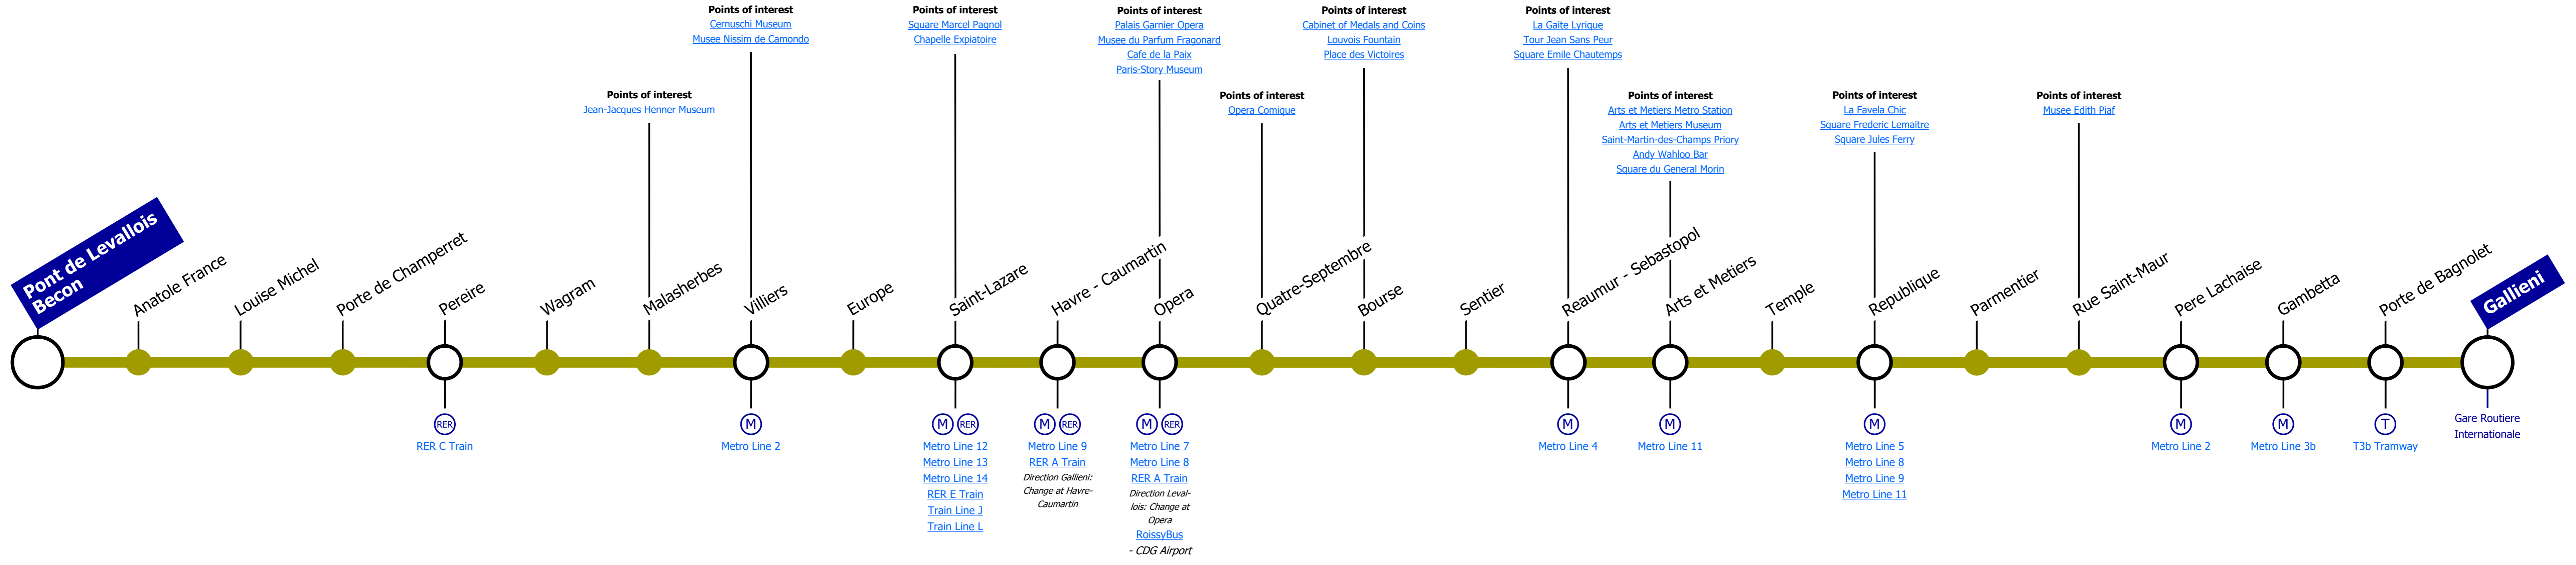 Points of interest
Cernuschi Museum
Musee Nissim de Camondo
Points of interest
Square Marcel Pagnol
Chapelle Expiatoire
Points of interest
Palais Garnier Opera
Musee du Parfum Fragonard
Cafe de la Paix
Paris-Story Museum
Points of interest
Cabinet of Medals and Coins
Louvois Fountain
Place des Victoires
Points of interest
La Gaite Lyrique
Tour Jean Sans Peur
Square Emile Chautemps
Points of interest
Jean-Jacques Henner Museum
Points of interest
Opera Comique
Points of interest
Arts et Metiers Metro Station
Arts et Metiers Museum
Saint-Martin-des-Champs Priory
Andy Wahloo Bar
Square du General Morin
Points of interest
La Favela Chic
Square Frederic Lemaitre
Square Jules Ferry
Points of interest
Musee Edith Piaf
Pont de Levallois
Becon
Anatole France
Louise Michel
Porte de Champerret
Pereire
Wagram
Malasherbes
Villiers
Europe
Saint-Lazare
Havre - Caumartin
Opera
Quatre-Septembre
Bourse
Sentier
Reaumur - Sebastopol
Arts et Metiers
Temple
Republique
Parmentier
Rue Saint-Maur
Pere Lachaise
Gambetta
Porte de Bagnolet
Gallieni
RER
RER C Train
M
Metro Line 2
M RER
Metro Line 12
Metro Line 13
Metro Line 14
RER E Train
Train Line J
Train Line L
M RER
Metro Line 9
RER A Train
Direction Gallieni:
Change at Havre-
Caumartin
M RER
Metro Line 7
Metro Line 8
RER A Train
Direction Leval-
lois: Change at
Opera
RoissyBus
- CDG Airport
M
Metro Line 4
M
Metro Line 11
M
Metro Line 5
Metro Line 8
Metro Line 9
Metro Line 11
M
Metro Line 2
M
Metro Line 3b
T
T3b Tramway
Gare Routiere
Internationale